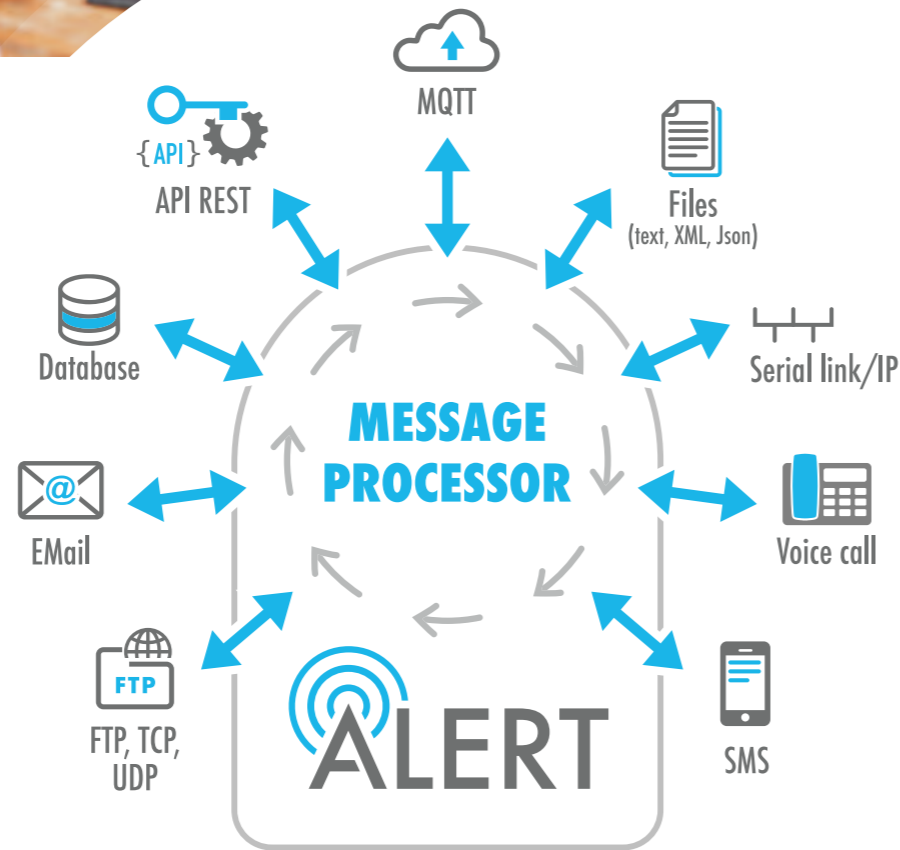 MQTT
{API}
API REST
Files
(text, XML, Json)
Database
Serial link/IP
MESSAGE
PROCESSOR
@
EMail
Voice call
FTP
FTP, TCP,
UDP
ALERT
SMS